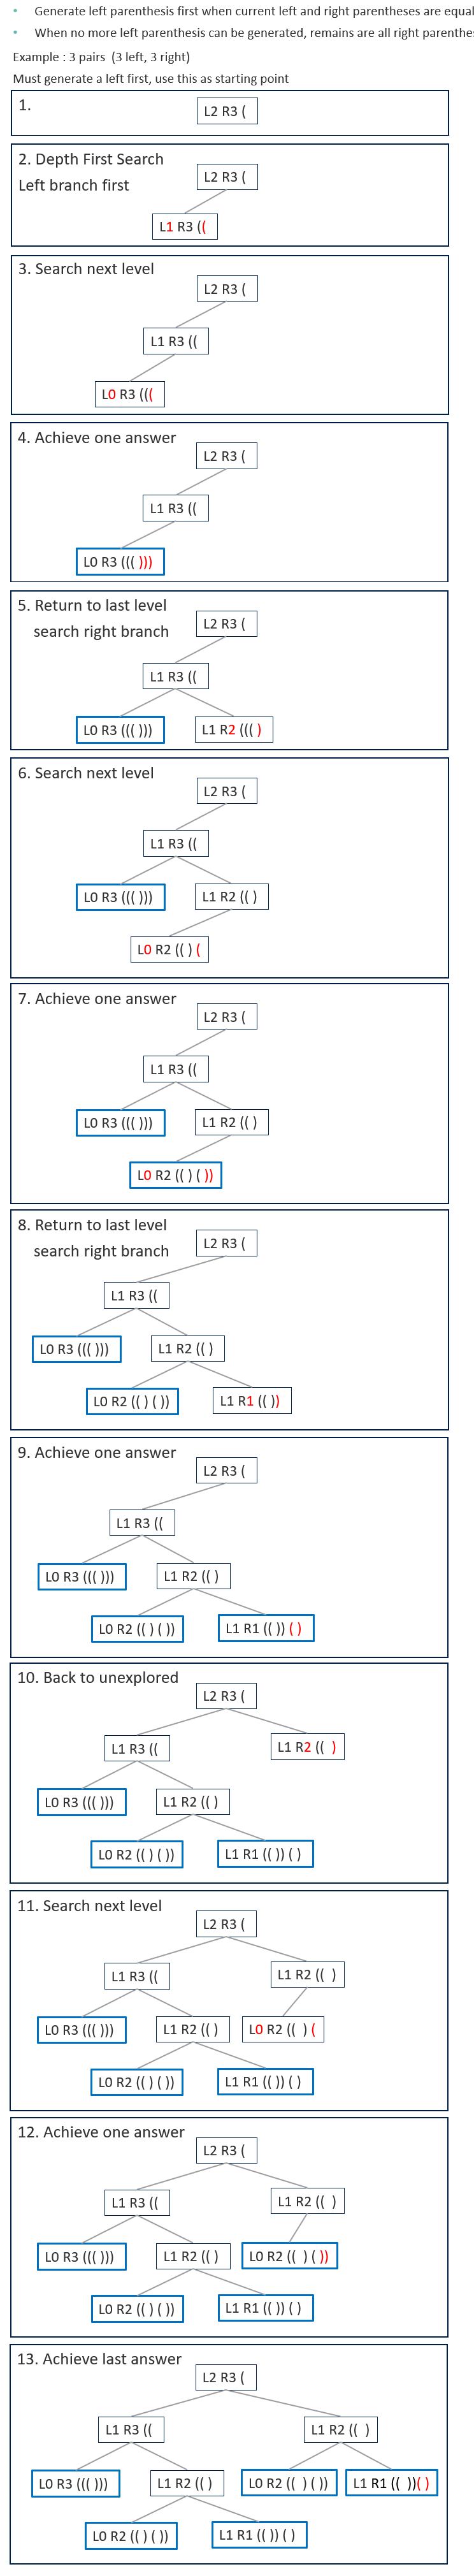 • Generate left parenthesis first when current left and right parentheses are equal
• When no more left parenthesis can be generated, remains are all right parenthes
Example : 3 pairs (3 left, 3 right)
Must generate a left first, use this as starting point
1.
L2 R3 (
2. Depth First Search
Left branch first
L2 R3 (
L1 R3 ((
3. Search next level
L2 R3 (
L1 R3 ((
L0 R3 (((
4. Achieve one answer
L2 R3 (
L1 R3 ((
L0 R3 ((( )))
5. Return to last level
search right branch
L2 R3 (
L1 R3 ((
L0 R3 ((( )))
L1 R2 ((( )
6. Search next level
L2 R3 (
L1 R3 ((
L0 R3 ((( )))
L1 R2 (( )
L0 R2 (( ) (
7. Achieve one answer
L2 R3 (
L1 R3 ((
L0 R3 ((( )))
L1 R2 (( )
L0 R2 (( ) ( ))
8. Return to last level
search right branch
L2 R3 (
L1 R3 ((
L0 R3 ((( )))
L1 R2 (( )
L0 R2 (( ) ( ))
L1 R1 (( ))
9. Achieve one answer
L2 R3 (
L1 R3 ((
L0 R3 ((( )))
L1 R2 (( )
L0 R2 (( ) ( ))
L1 R1 (( )) ( )
10. Back to unexplored
L2 R3 (
L1 R3 ((
L1 R2 (( )
L0 R3 ((( )))
L1 R2 (( )
L0 R2 (( ) ( ))
L1 R1 (( )) ( )
11. Search next level
L2 R3 (
L1 R3 ((
L1 R2 (( )
L0 R3 ((( )))
L1 R2 (( )
L0 R2 (( ) (
L0 R2 (( ) ( ))
L1 R1 (( )) ( )
12. Achieve one answer
L2 R3 (
L1 R3 ((
L1 R2 (( )
L0 R3 ((( )))
L1 R2 (( )
L0 R2 (( ) ( ))
L0 R2 (( ) ( ))
L1 R1 (( )) ( )
13. Achieve last answer
L2 R3 (
L1 R3 ((
L1 R2 (( )
L0 R3 ((( )))
L1 R2 (( )
L0 R2 (( ) ( ))
L1 R1 (( ))( )
L0 R2 (( ) ( ))
L1 R1 (( )) ( )